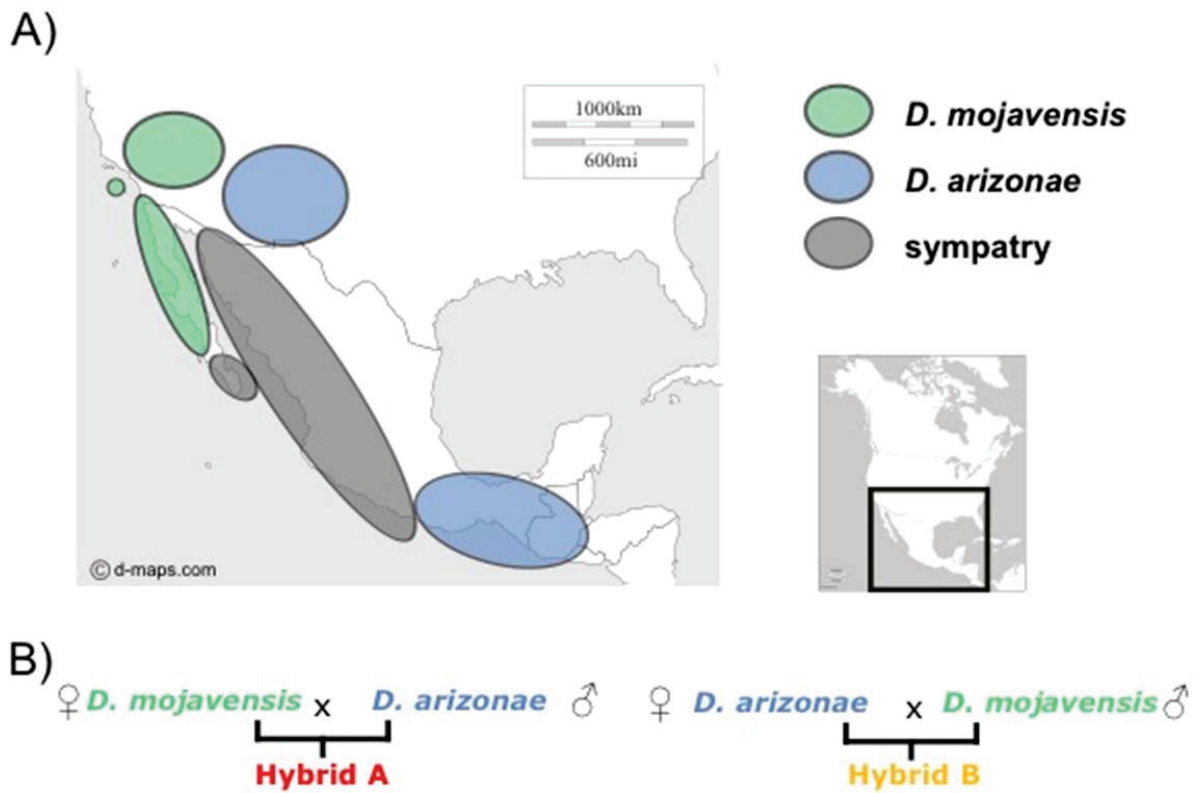 A)
1000km
600mi
D. mojavensis
D. arizonae
sympatry
© d-maps.com
B)
♀ D. mojavensis x D. arizonae ♂
Hybrid A
♀ D. arizonae x D. mojavensis ♂
Hybrid B